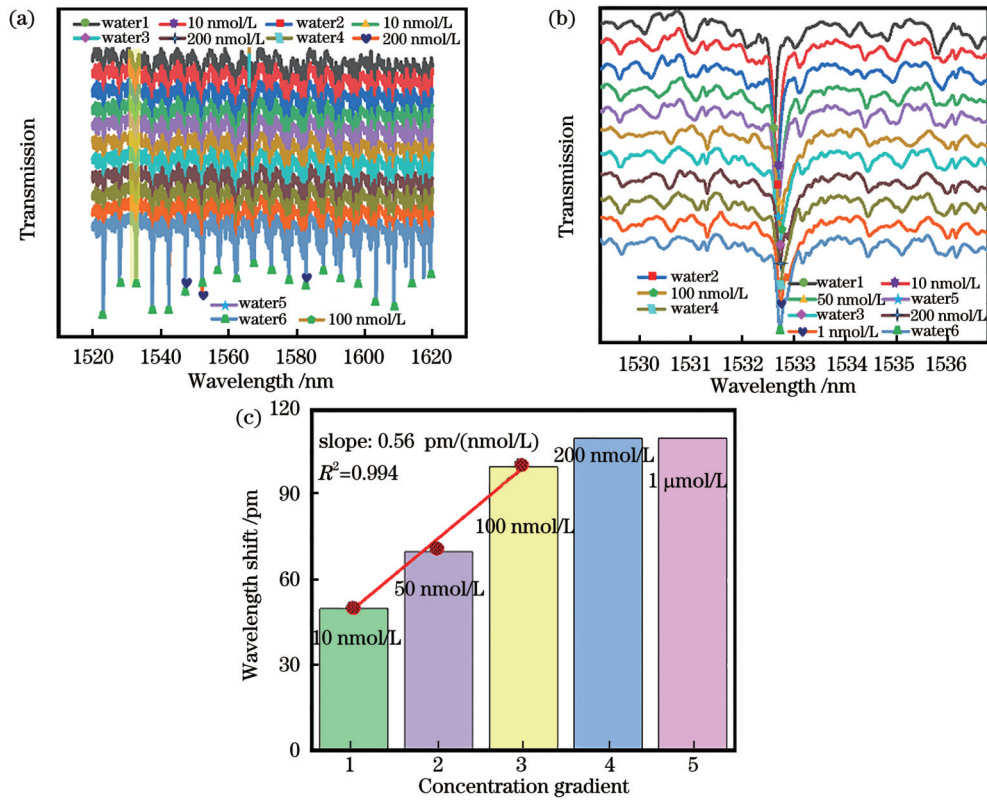 (a)
water1 10 nmol/L water2 10 nmol/L
water3 200 nmol/L water4 200 nmol/L
Transmission
water5
water6 100 nmol/L
1520 1540 1560 1580 1600 1620
Wavelength /nm
(b)
Transmission
water2
100 nmol/L
water4
water1 10 nmol/L
50 nmol/L water5
water3 200 nmol/L
1 nmol/L water6
1530 1531 1532 1533 1534 1535 1536
Wavelength /nm
(c)
120
90
60
30
0
Wavelength shift /pm
slope: 0.56 pm/(nmol/L)
R²=0.994
10 nmol/L
50 nmol/L
100 nmol/L
200 nmol/L
1 μmol/L
1 2 3 4 5
Concentration gradient